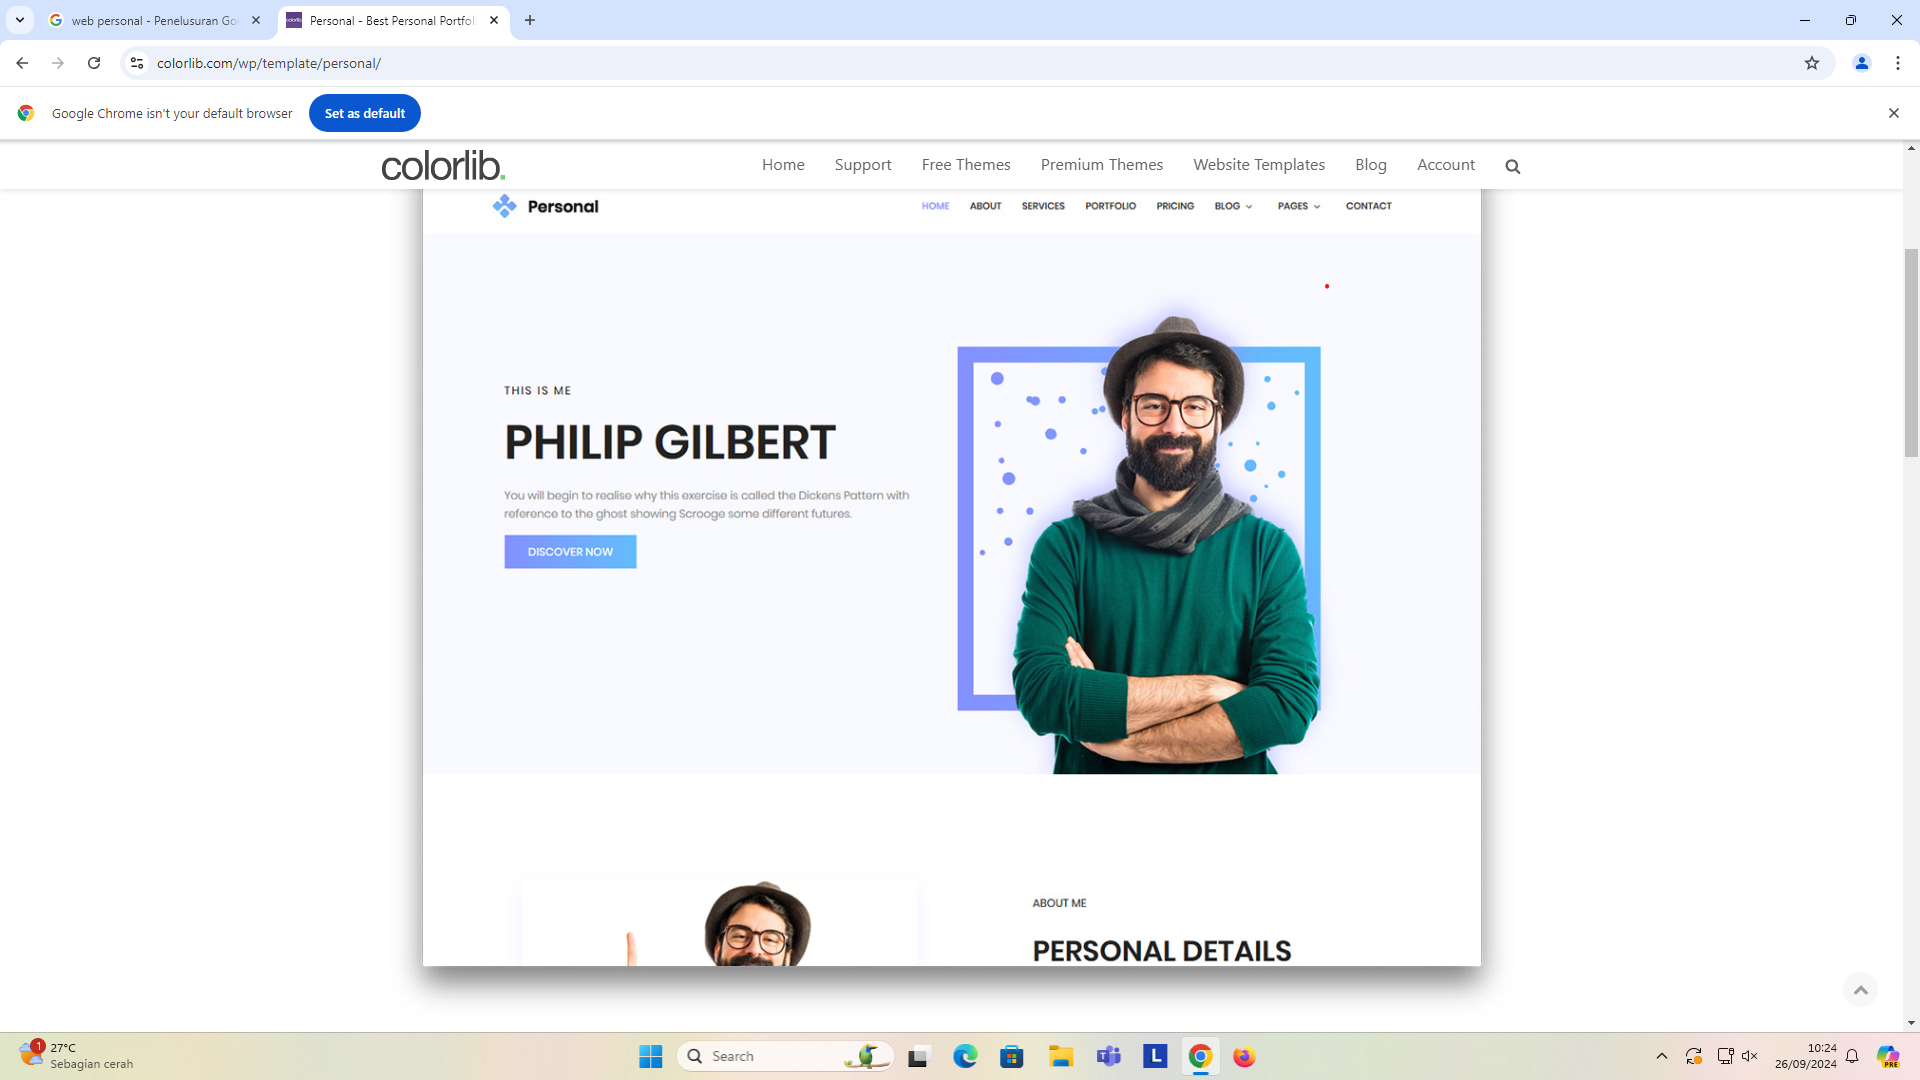 web personal - Penelusuran Go
Personal - Best Personal Portfol
colorlib.com/wp/template/personal/
Google Chrome isn't your default browser
Set as default
colorlib.
Home
Support
Free Themes
Premium Themes
Website Templates
Blog
Account
Personal
HOME
ABOUT
SERVICES
PORTFOLIO
PRICING
BLOG
PAGES
CONTACT
THIS IS ME
PHILIP GILBERT
You will begin to realise why this exercise is called the Dickens Pattern with
reference to the ghost showing Scrooge some different futures.
DISCOVER NOW
ABOUT ME
PERSONAL DETAILS
1
27°C
Sebagian cerah
Search
L
10:24
26/09/2024
PRE